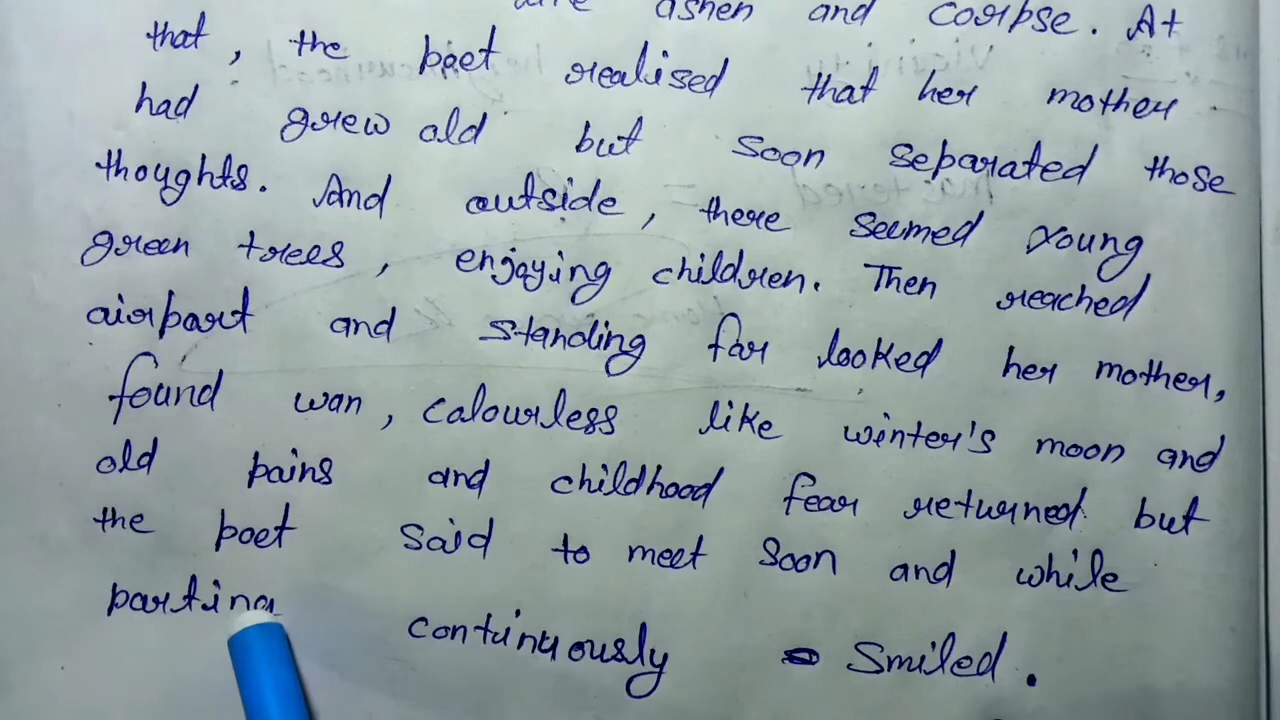 ashen and corpse. At
that, the poet realised that her mother
had grew old but soon separated those
thoughts. And outside, there seemed young
green trees, enjoying children. Then reached
airport and standing far looked her mother,
found wan, colourless like winter's moon and
old pains and childhood fear returned but
the poet said to meet soon and while
parting continuously smiled.